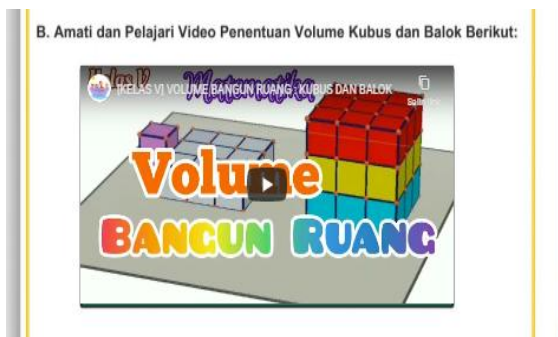 B. Amati dan Pelajari Video Penentuan Volume Kubus dan Balok Berikut:
Kelas V Matematika
[KELAS V] VOLUME BANGUN RUANG : KUBUS DAN BALOK
Volume
BANGUN RUANG